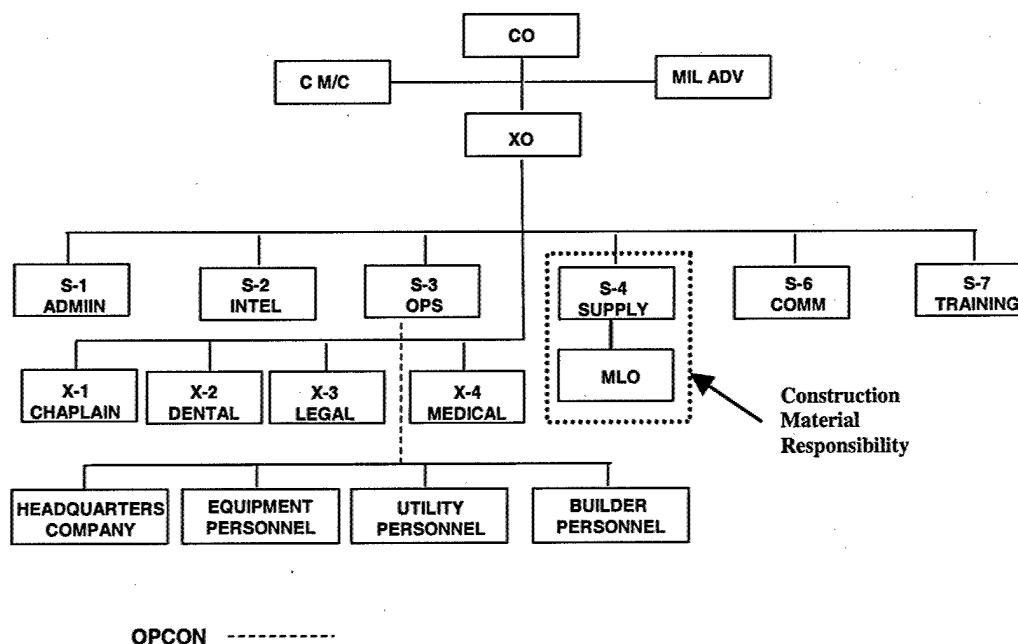 CO
C M/C
MIL ADV
XO
S-1
ADMIIN
S-2
INTEL
S-3
OPS
S-4
SUPPLY
S-6
COMM
S-7
TRAINING
X-1
CHAPLAIN
X-2
DENTAL
X-3
LEGAL
X-4
MEDICAL
MLO
Construction
Material
Responsibility
HEADQUARTERS
COMPANY
EQUIPMENT
PERSONNEL
UTILITY
PERSONNEL
BUILDER
PERSONNEL
OPCON